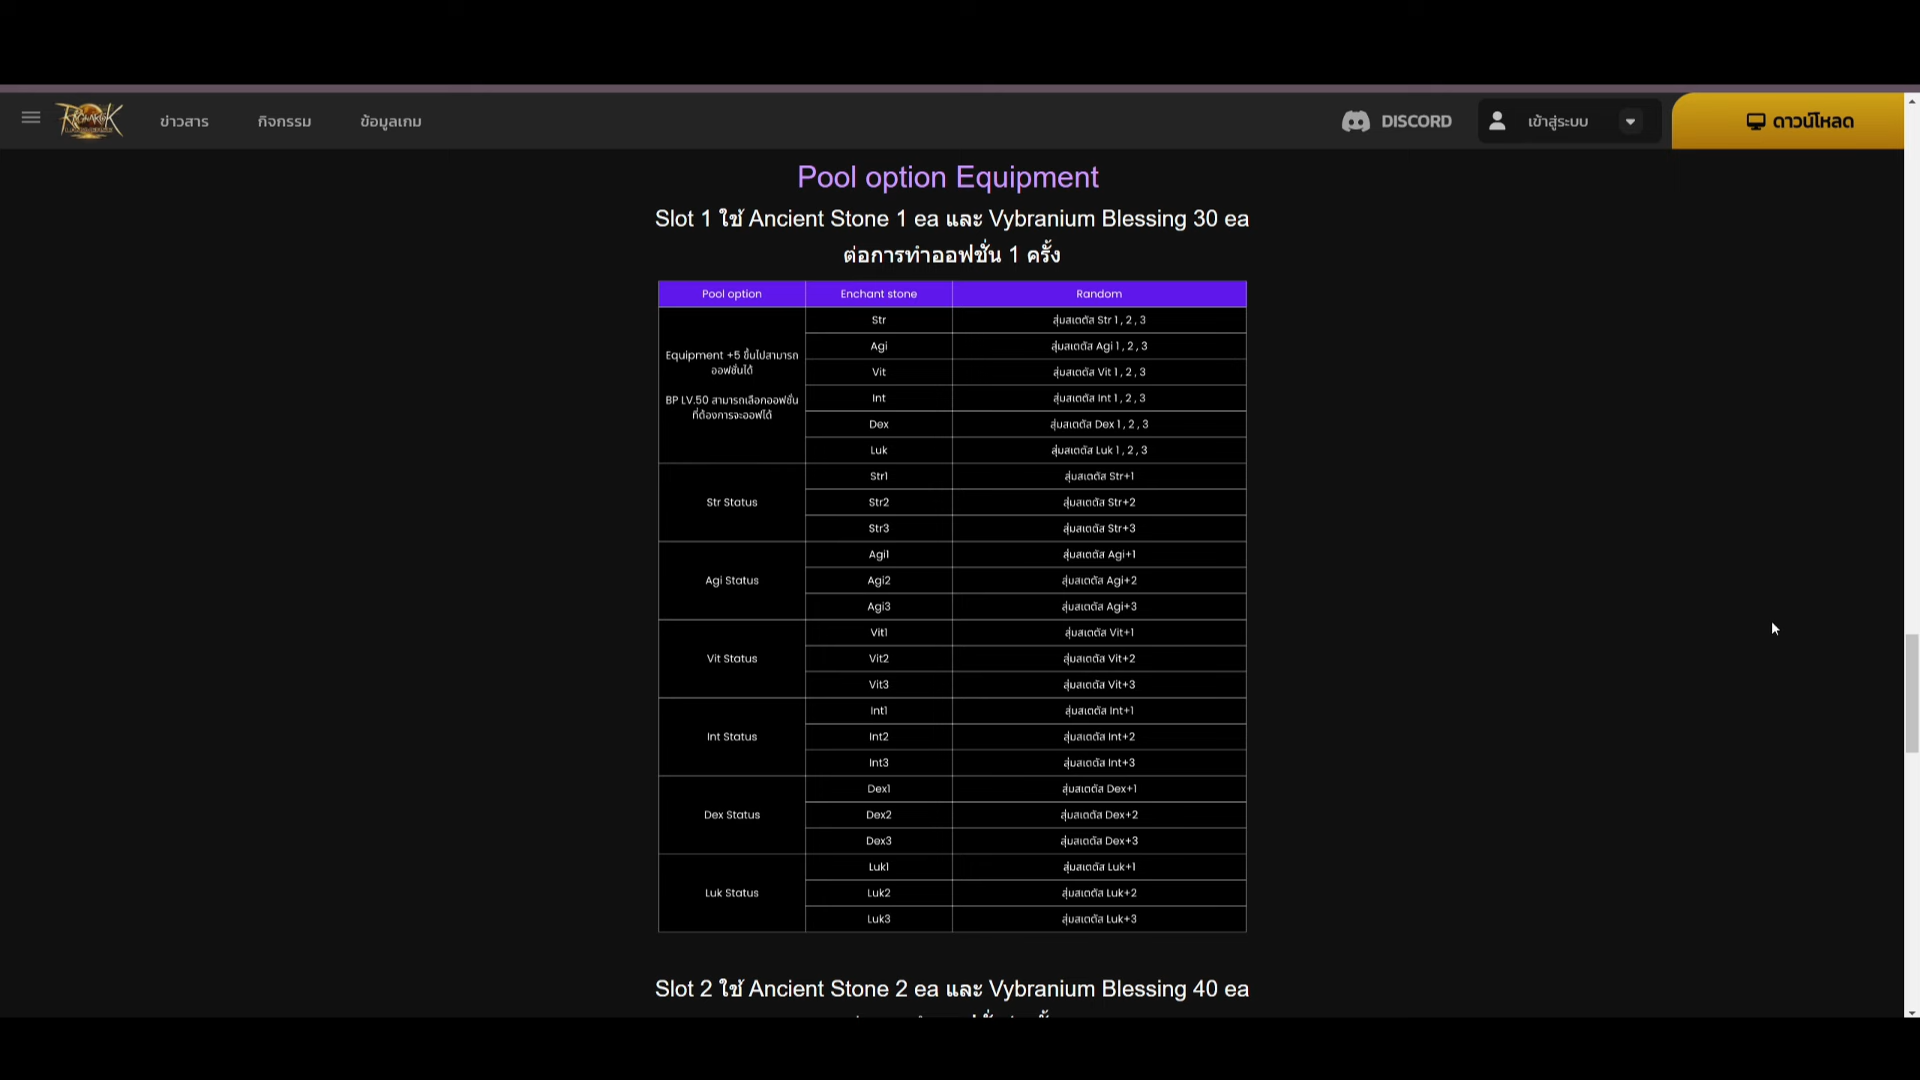 RAGNAROK
ข่าวสาร
กิจกรรม
ข้อมูลเกม
DISCORD
เข้าสู่ระบบ
ดาวน์โหลด
Pool option Equipment
Slot 1 ใช้ Ancient Stone 1 ea และ Vybranium Blessing 30 ea
ต่อการทำออฟชั่น 1 ครั้ง
Pool option Enchant stone Random
Equipment +5 ขึ้นไปสามารถ
ออฟชั่นได้
BP LV.50 สามารถเลือกออฟชั่น
ที่ต้องการจะออฟได้
Str สุ่มสเตตัส Str 1 , 2 , 3
Agi สุ่มสเตตัส Agi 1 , 2 , 3
Vit สุ่มสเตตัส Vit 1 , 2 , 3
Int สุ่มสเตตัส Int 1 , 2 , 3
Dex สุ่มสเตตัส Dex 1 , 2 , 3
Luk สุ่มสเตตัส Luk 1 , 2 , 3
Str Status
Str1 สุ่มสเตตัส Str+1
Str2 สุ่มสเตตัส Str+2
Str3 สุ่มสเตตัส Str+3
Agi Status
Agi1 สุ่มสเตตัส Agi+1
Agi2 สุ่มสเตตัส Agi+2
Agi3 สุ่มสเตตัส Agi+3
Vit Status
Vit1 สุ่มสเตตัส Vit+1
Vit2 สุ่มสเตตัส Vit+2
Vit3 สุ่มสเตตัส Vit+3
Int Status
Int1 สุ่มสเตตัส Int+1
Int2 สุ่มสเตตัส Int+2
Int3 สุ่มสเตตัส Int+3
Dex Status
Dex1 สุ่มสเตตัส Dex+1
Dex2 สุ่มสเตตัส Dex+2
Dex3 สุ่มสเตตัส Dex+3
Luk Status
Luk1 สุ่มสเตตัส Luk+1
Luk2 สุ่มสเตตัส Luk+2
Luk3 สุ่มสเตตัส Luk+3
Slot 2 ใช้ Ancient Stone 2 ea และ Vybranium Blessing 40 ea